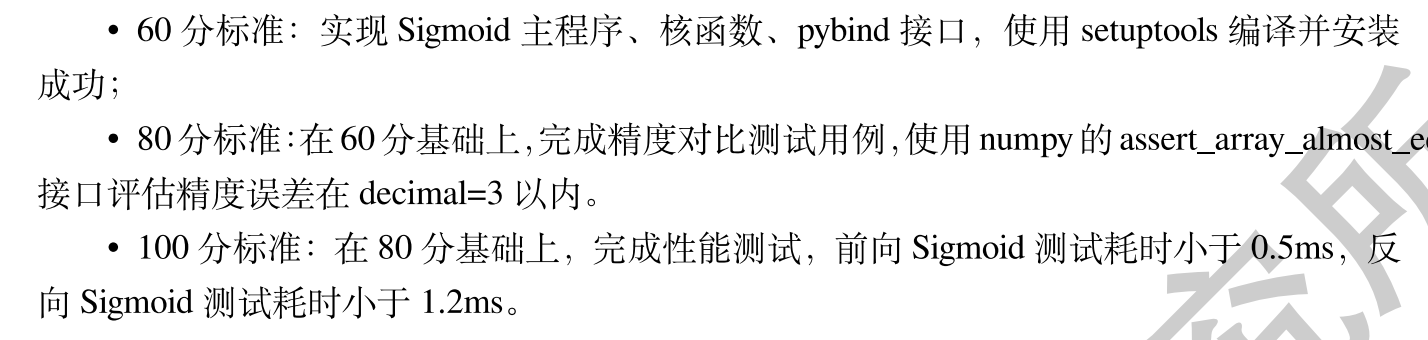 • 60 分标准：实现 Sigmoid 主程序、核函数、pybind 接口，使用 setuptools 编译并安装
成功；
• 80 分标准：在 60 分基础上，完成精度对比测试用例，使用 numpy 的 assert_array_almost_e
接口评估精度误差在 decimal=3 以内。
• 100 分标准：在 80 分基础上，完成性能测试，前向 Sigmoid 测试耗时小于 0.5ms，反
向 Sigmoid 测试耗时小于 1.2ms。
所